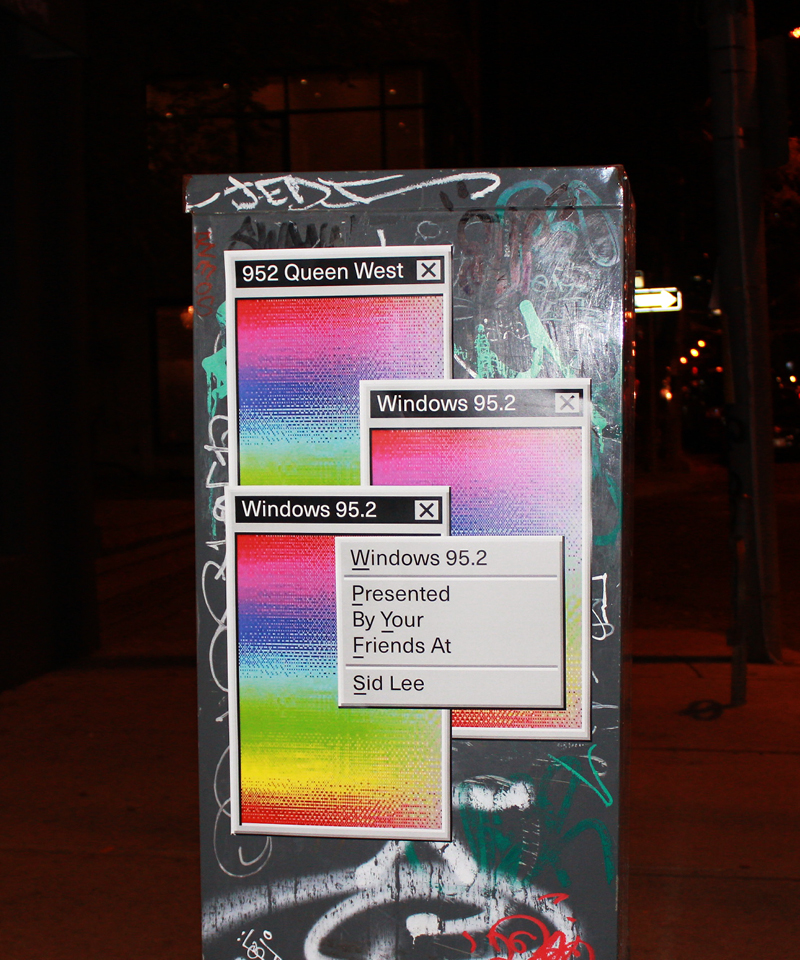 JEDI
952 Queen West
Windows 95.2
Windows 95.2
Windows 95.2
Presented
By Your
Friends At
Sid Lee